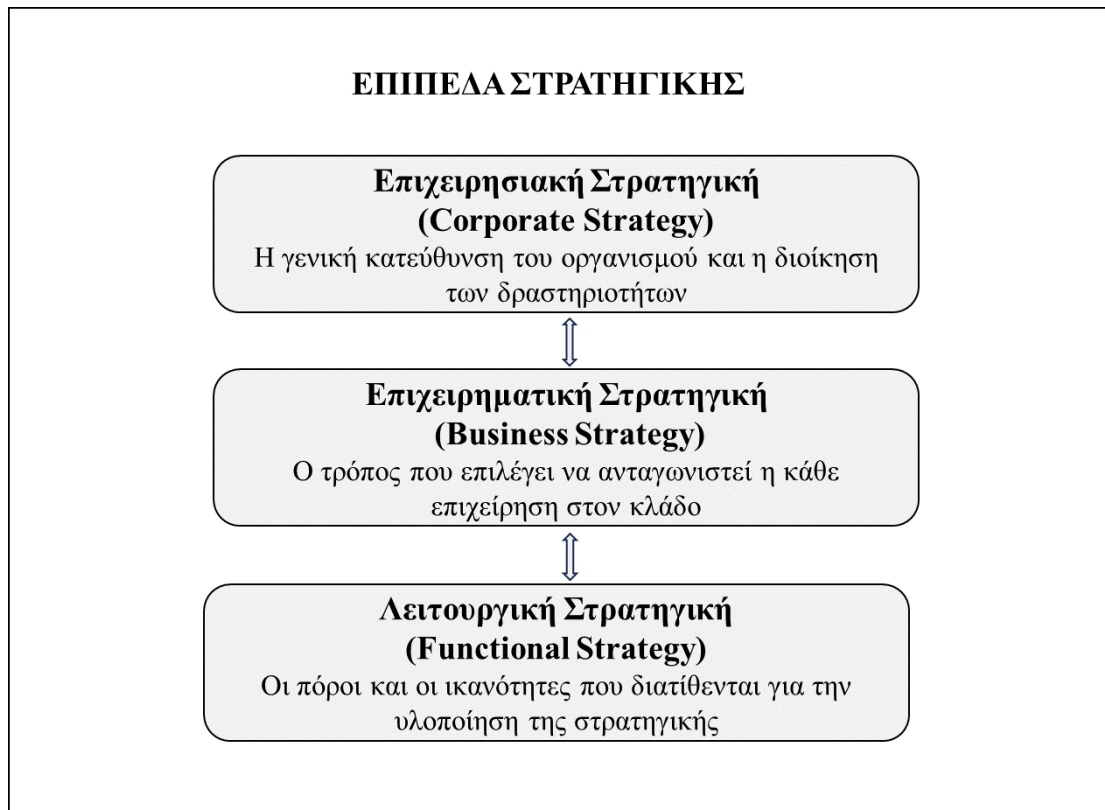 ΕΠΙΠΕΔΑ ΣΤΡΑΤΗΓΙΚΗΣ
Επιχειρησιακή Στρατηγική
(Corporate Strategy)
Η γενική κατεύθυνση του οργανισμού και η διοίκηση
των δραστηριοτήτων
Επιχειρηματική Στρατηγική
(Business Strategy)
Ο τρόπος που επιλέγει να ανταγωνιστεί η κάθε
επιχείρηση στον κλάδο
Λειτουργική Στρατηγική
(Functional Strategy)
Οι πόροι και οι ικανότητες που διατίθενται για την
υλοποίηση της στρατηγικής